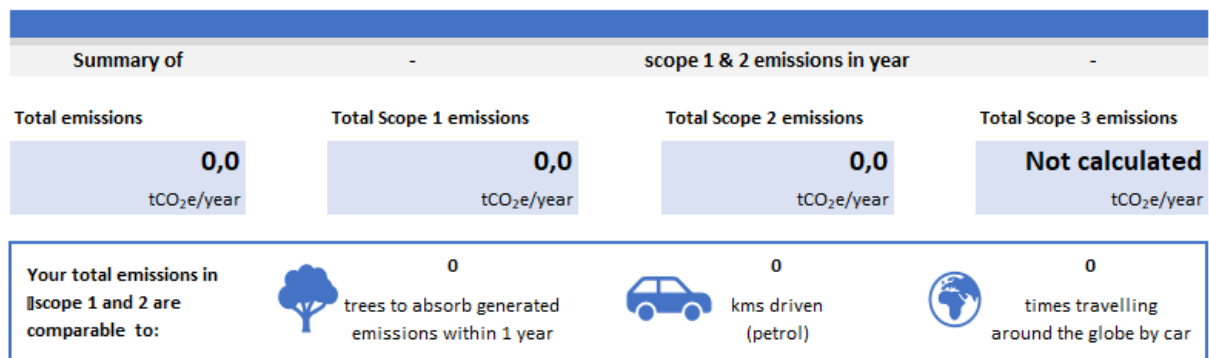 Summary of - scope 1 & 2 emissions in year -
Total emissions Total Scope 1 emissions Total Scope 2 emissions Total Scope 3 emissions
0,0 0,0 0,0 Not calculated
tCO₂e/year tCO₂e/year tCO₂e/year tCO₂e/year
Your total emissions in
▯scope 1 and 2 are
comparable to:
0
trees to absorb generated
emissions within 1 year
0
kms driven
(petrol)
0
times travelling
around the globe by car